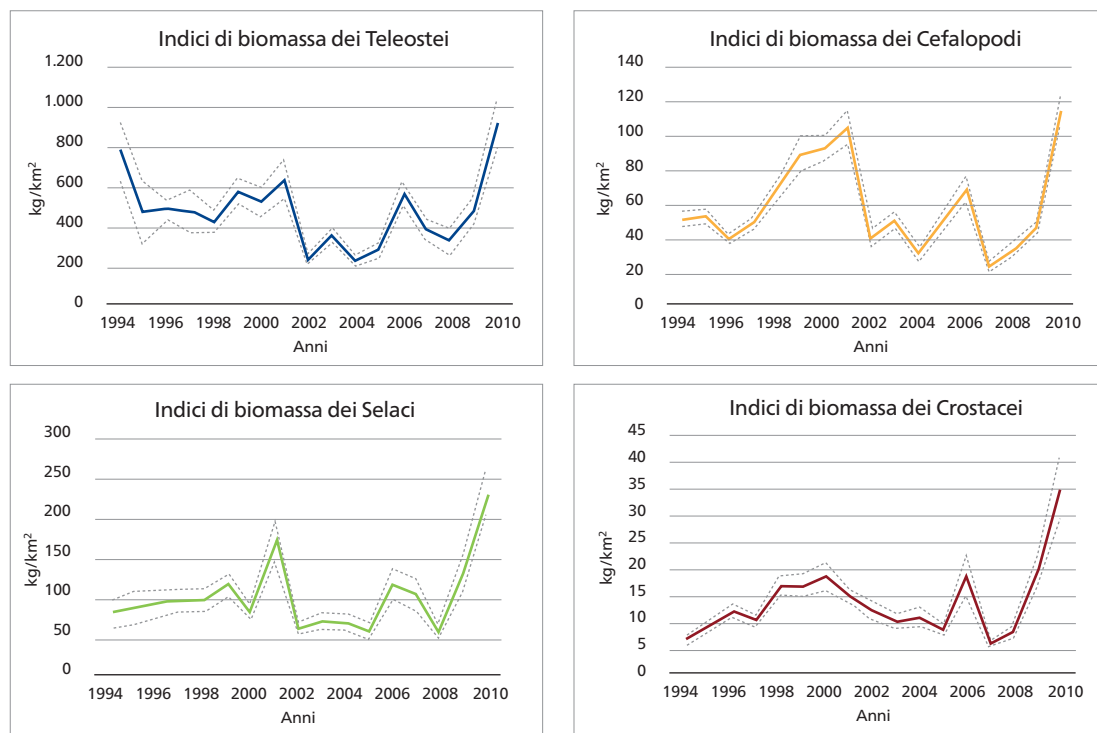 Indici di biomassa dei Teleostei
1.200
1.000
800
600
400
200
0
kg/km²
1994 1996 1998 2000 2002 2004 2006 2008 2010
Anni
Indici di biomassa dei Cefalopodi
140
120
100
80
60
40
20
0
kg/km²
1994 1996 1998 2000 2002 2004 2006 2008 2010
Anni
Indici di biomassa dei Selaci
300
250
200
150
100
50
0
kg/km²
1994 1996 1998 2000 2002 2004 2006 2008 2010
Anni
Indici di biomassa dei Crostacei
45
40
35
30
25
20
15
10
5
0
kg/km²
1994 1996 1998 2000 2002 2004 2006 2008 2010
Anni